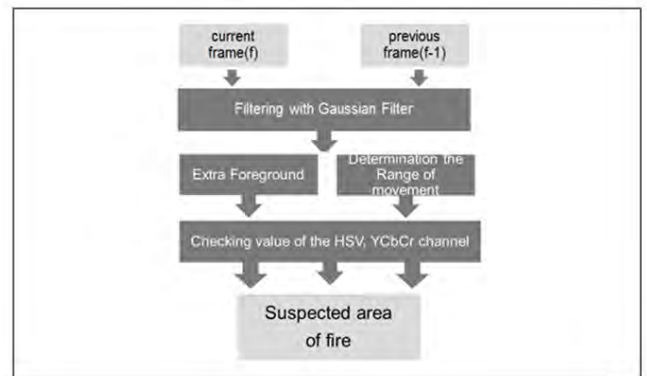 current
frame(f)
previous
frame(f-1)
Filtering with Gaussian Filter
Extra Foreground
Determination the
Range of
movement
Checking value of the HSV, YCbCr channel
Suspected area
of fire